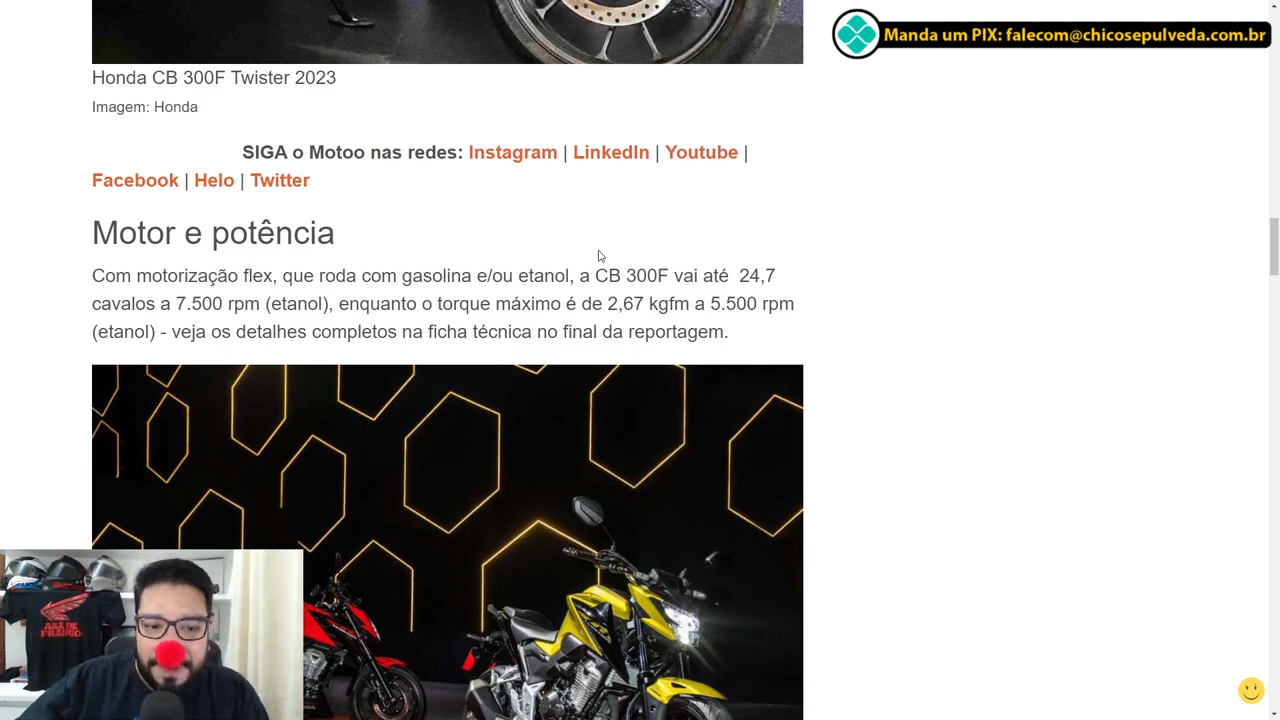 Manda um PIX: falecom@chicosepulveda.com.br
Honda CB 300F Twister 2023
Imagem: Honda
SIGA o Motoo nas redes: Instagram | LinkedIn | Youtube |
Facebook | Helo | Twitter
Motor e potência
Com motorização flex, que roda com gasolina e/ou etanol, a CB 300F vai até 24,7
cavalos a 7.500 rpm (etanol), enquanto o torque máximo é de 2,67 kgfm a 5.500 rpm
(etanol) - veja os detalhes completos na ficha técnica no final da reportagem.
ASA DE
FRANGO